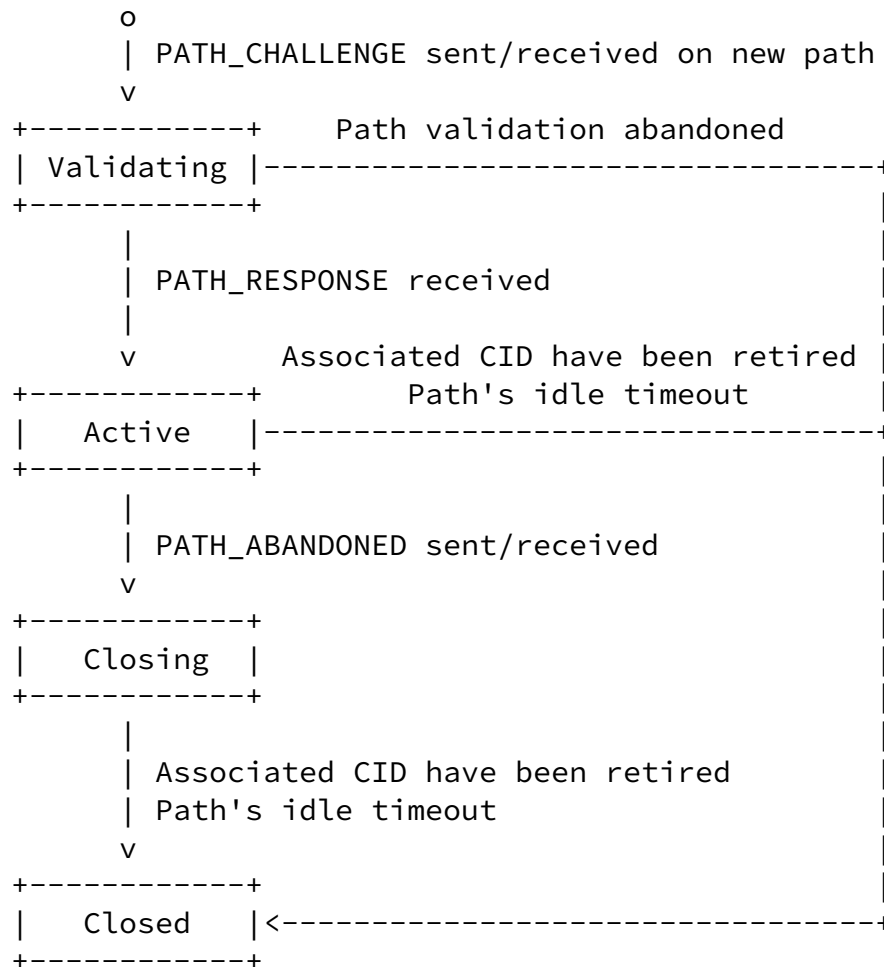 PATH_CHALLENGE sent/received on new path
Path validation abandoned
Validating
PATH_RESPONSE received
Associated CID have been retired
Path's idle timeout
Active
PATH_ABANDONED sent/received
Closing
Associated CID have been retired
Path's idle timeout
Closed